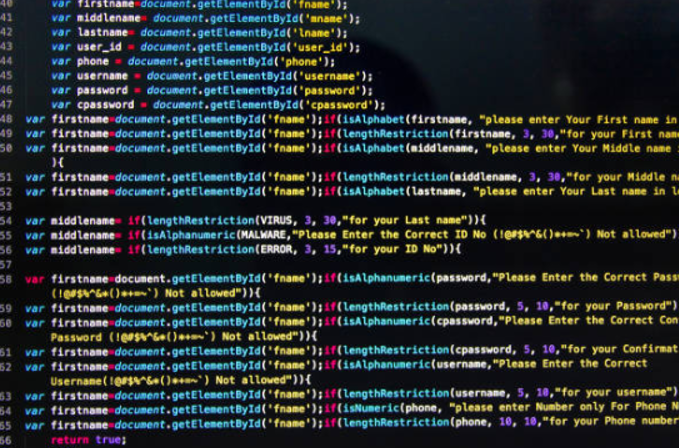 40 var firstname=document.getElementById('fname');
41 var middlename= document.getElementById('mname');
42 var lastname= document.getElementById('lname');
43 var user_id = document.getElementById('user_id');
44 var phone = document.getElementById('phone');
45 var username = document.getElementById('username');
46 var password = document.getElementById('password');
47 var cpassword = document.getElementById('cpassword');
48 var firstname=document.getElementById('fname');if(isAlphabet(firstname, "please enter Your First name in
49 var firstname=document.getElementById('fname');if(lengthRestriction(firstname, 3, 30,"for your First name
50 var firstname=document.getElementById('fname');if(isAlphabet(middlename, "please enter Your Middle name
){
51 var firstname=document.getElementById('fname');if(lengthRestriction(middlename, 3, 30,"for your Middle
52 var firstname=document.getElementById('fname');if(isAlphabet(lastname, "please enter Your Last name in
53
54 var middlename= if(lengthRestriction(VIRUS, 3, 30,"for your Last name")){
55 var middlename= if(isAlphanumeric(MALWARE,"Please Enter the Correct ID No (!@#$%^&()*+=~`) Not allowed")
56 var middlename= if(lengthRestriction(ERROR, 3, 15,"for your ID No")){
57
58 var firstname=document.getElementById('fname');if(isAlphanumeric(password,"Please Enter the Correct
(!@#$%^&*()*+=~`) Not allowed")){
59 var firstname=document.getElementById('fname');if(lengthRestriction(password, 5, 10,"for your Password")
60 var firstname=document.getElementById('fname');if(isAlphanumeric(cpassword,"Please Enter the Correct
Password (!@#$%^&*()*+=~`) Not allowed")){
61 var firstname=document.getElementById('fname');if(lengthRestriction(cpassword, 5, 10,"for your
62 var firstname=document.getElementById('fname');if(isAlphanumeric(username,"Please Enter the Correct
Username(!@#$%^&*()*+=~`) Not allowed")){
63 var firstname=document.getElementById('fname');if(lengthRestriction(username, 5, 10,"for your username")
64 var firstname=document.getElementById('fname');if(isNumeric(phone, "please enter Number only For Phone
65 var firstname=document.getElementById('fname');if(lengthRestriction(phone, 10, 10,"for your Phone number
66 return true;